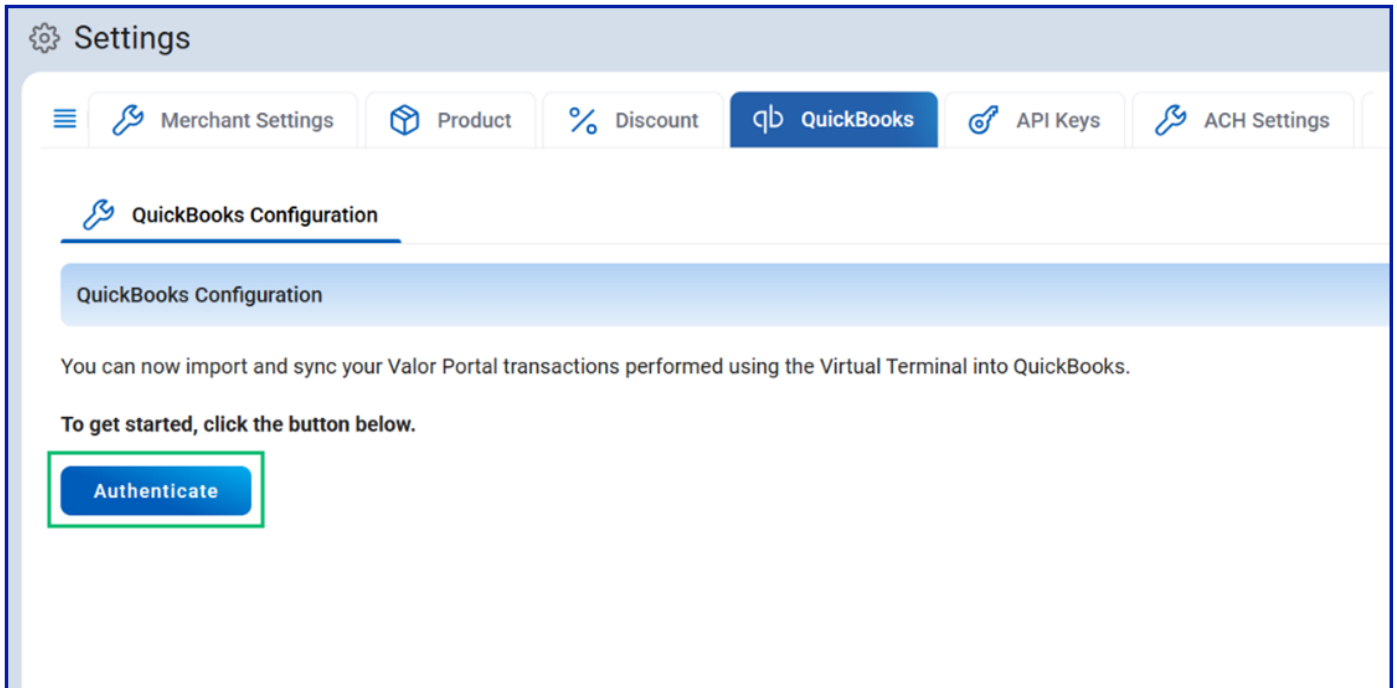 Settings
Merchant Settings
Product
Discount
qb QuickBooks
API Keys
ACH Settings
QuickBooks Configuration
QuickBooks Configuration
You can now import and sync your Valor Portal transactions performed using the Virtual Terminal into QuickBooks.
To get started, click the button below.
Authenticate